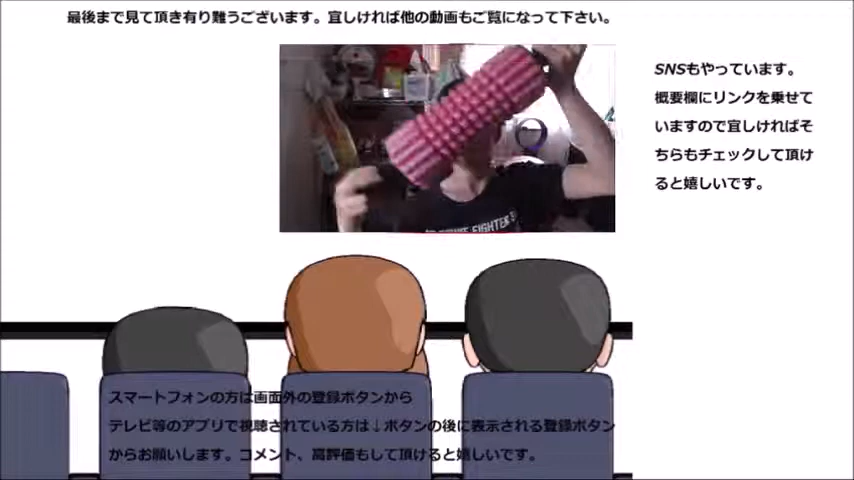 最後まで見て頂き有り難うございます。宜しければ他の動画もご覧になって下さい。
SNSもやっています。
概要欄にリンクを乗せて
いますので宜しければそ
ちらもチェックして頂け
ると嬉しいです。
FIGHTERS
スマートフォンの方は画面外の登録ボタンから
テレビ等のアプリで視聴されている方は↓ボタンの後に表示される登録ボタン
からお願いします。コメント、高評価もして頂けると嬉しいです。